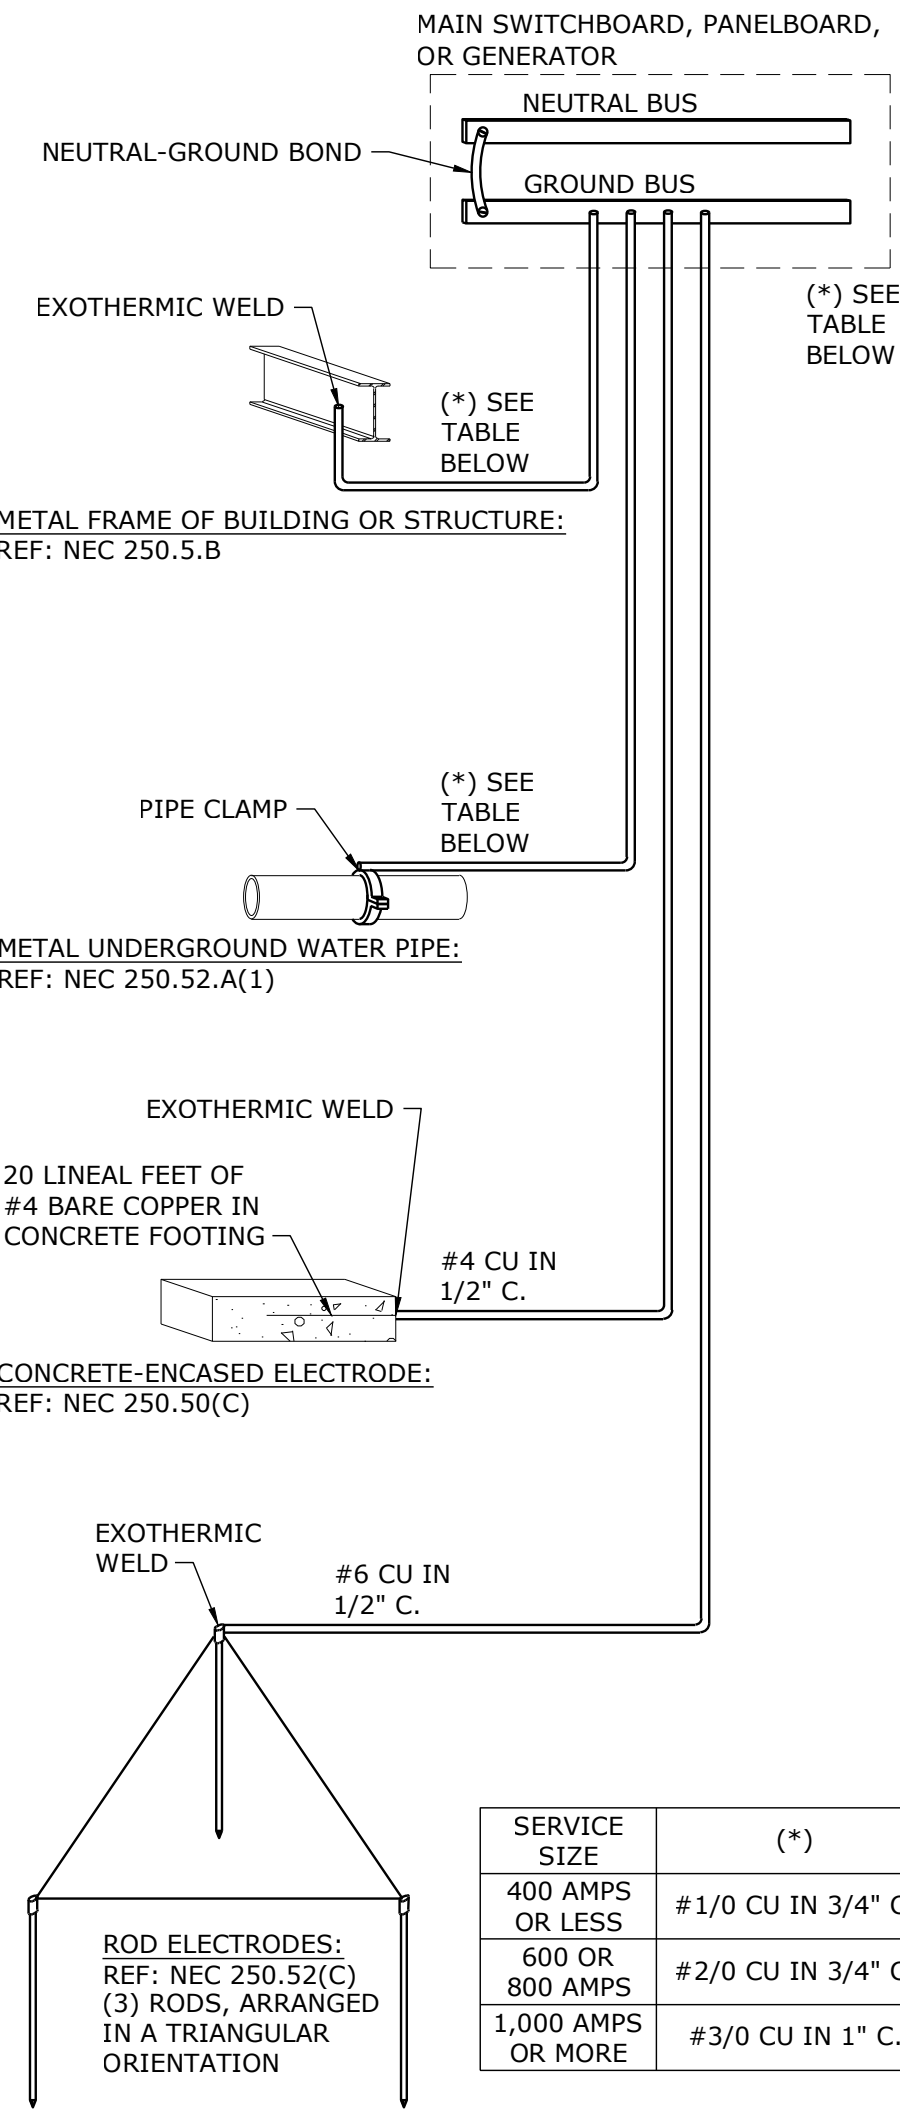 MAIN SWITCHBOARD, PANELBOARD,
OR GENERATOR
NEUTRAL BUS
NEUTRAL-GROUND BOND
GROUND BUS
(*) SEE
TABLE
BELOW
EXOTHERMIC WELD
(*) SEE
TABLE
BELOW
METAL FRAME OF BUILDING OR STRUCTURE:
REF: NEC 250.5.B
(*) SEE
TABLE
BELOW
PIPE CLAMP
METAL UNDERGROUND WATER PIPE:
REF: NEC 250.52.A(1)
EXOTHERMIC WELD
20 LINEAL FEET OF
#4 BARE COPPER IN
CONCRETE FOOTING
#4 CU IN
1/2" C.
CONCRETE-ENCASED ELECTRODE:
REF: NEC 250.50(C)
EXOTHERMIC
WELD
#6 CU IN
1/2" C.
ROD ELECTRODES:
REF: NEC 250.52(C)
(3) RODS, ARRANGED
IN A TRIANGULAR
ORIENTATION
SERVICE
SIZE
(*)
400 AMPS
OR LESS
#1/0 CU IN 3/4" C
600 OR
800 AMPS
#2/0 CU IN 3/4" C
1,000 AMPS
OR MORE
#3/0 CU IN 1" C.